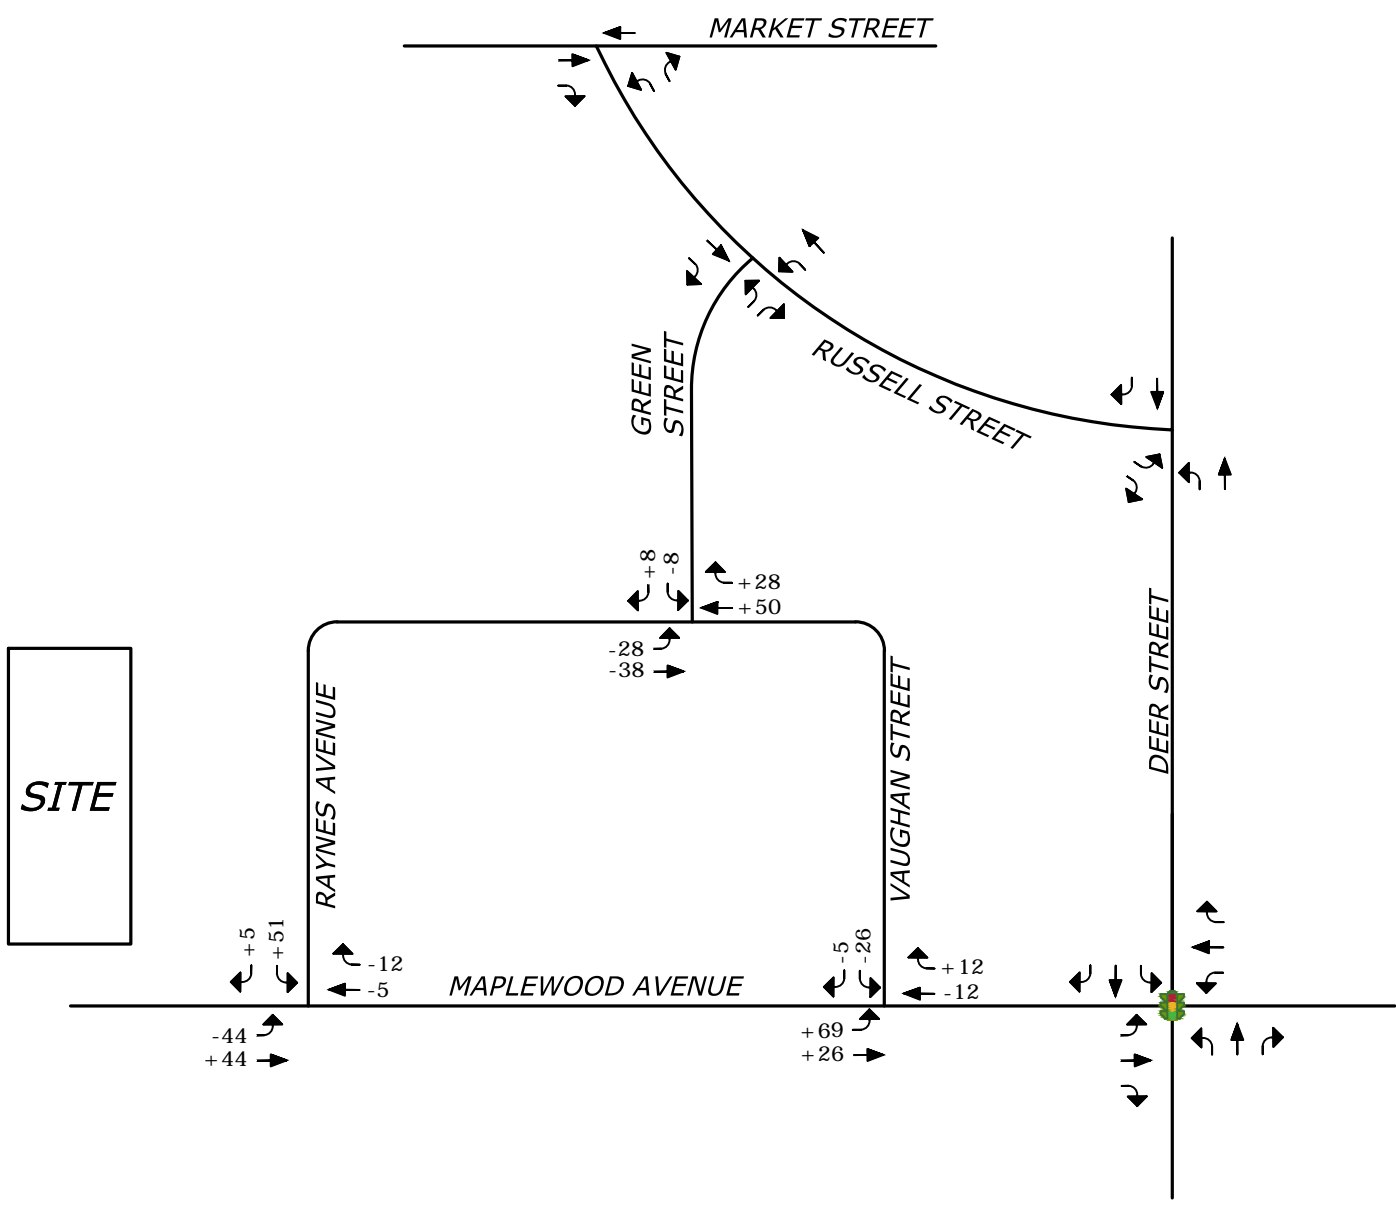 MARKET STREET
GREEN
STREET
RUSSELL STREET
+8
-8
+28
+50
-28
-38
DEER STREET
SITE
RAYNES AVENUE
VAUGHAN STREET
+5
+51
-12
-5
MAPLEWOOD AVENUE
-5
-26
+12
-12
-44
+44
+69
+26